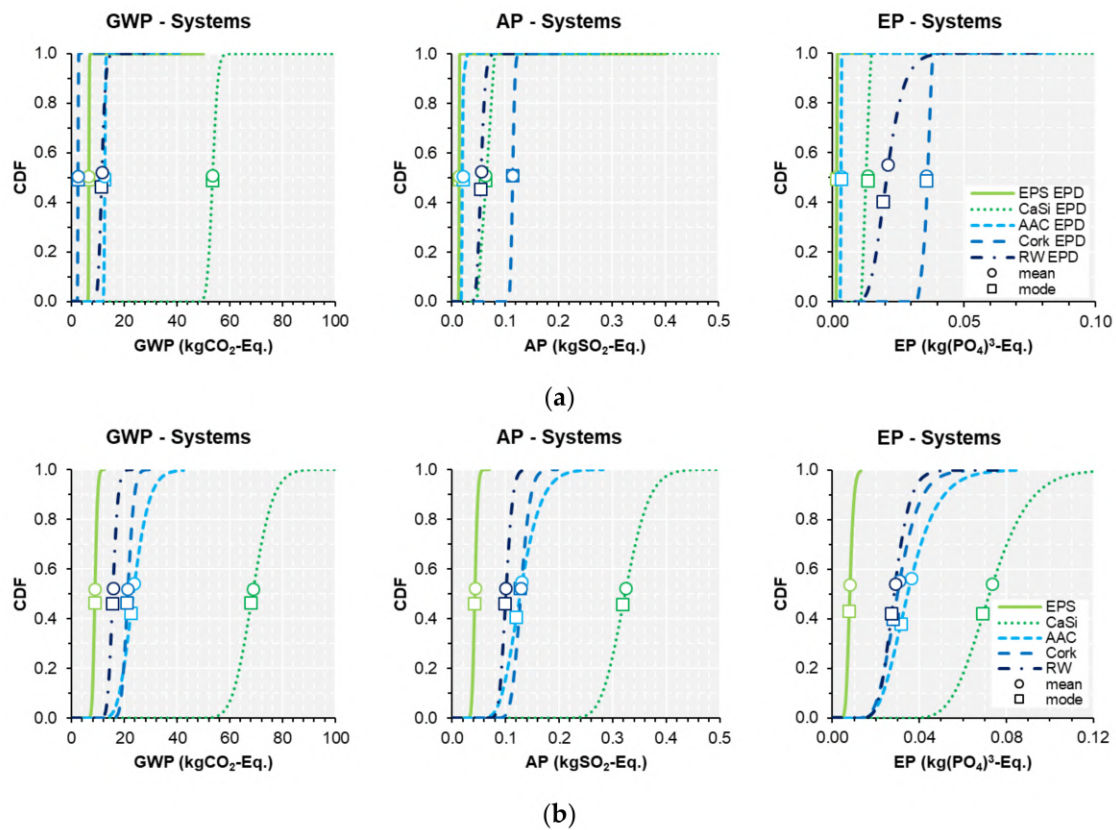 GWP - Systems AP - Systems EP - Systems
1.0 1.0 1.0
0.8 0.8 0.8
0.6 0.6 0.6
CDF CDF CDF
0.4 0.4 0.4
0.2 0.2 0.2
0.0 0.0 0.0
EPS EPD
CaSi EPD
AAC EPD
Cork EPD
RW EPD
mean
mode
0 20 40 60 80 100 0.0 0.1 0.2 0.3 0.4 0.5 0.00 0.05 0.10
GWP (kgCO₂-Eq.) AP (kgSO₂-Eq.) EP (kg(PO₄)³-Eq.)
(a)
GWP - Systems AP - Systems EP - Systems
1.0 1.0 1.0
0.8 0.8 0.8
0.6 0.6 0.6
CDF CDF CDF
0.4 0.4 0.4
0.2 0.2 0.2
0.0 0.0 0.0
EPS
CaSi
AAC
Cork
RW
mean
mode
0 20 40 60 80 100 0.0 0.1 0.2 0.3 0.4 0.5 0.00 0.03 0.06 0.09 0.12
GWP (kgCO₂-Eq.) AP (kgSO₂-Eq.) EP (kg(PO₄)³-Eq.)
(b)